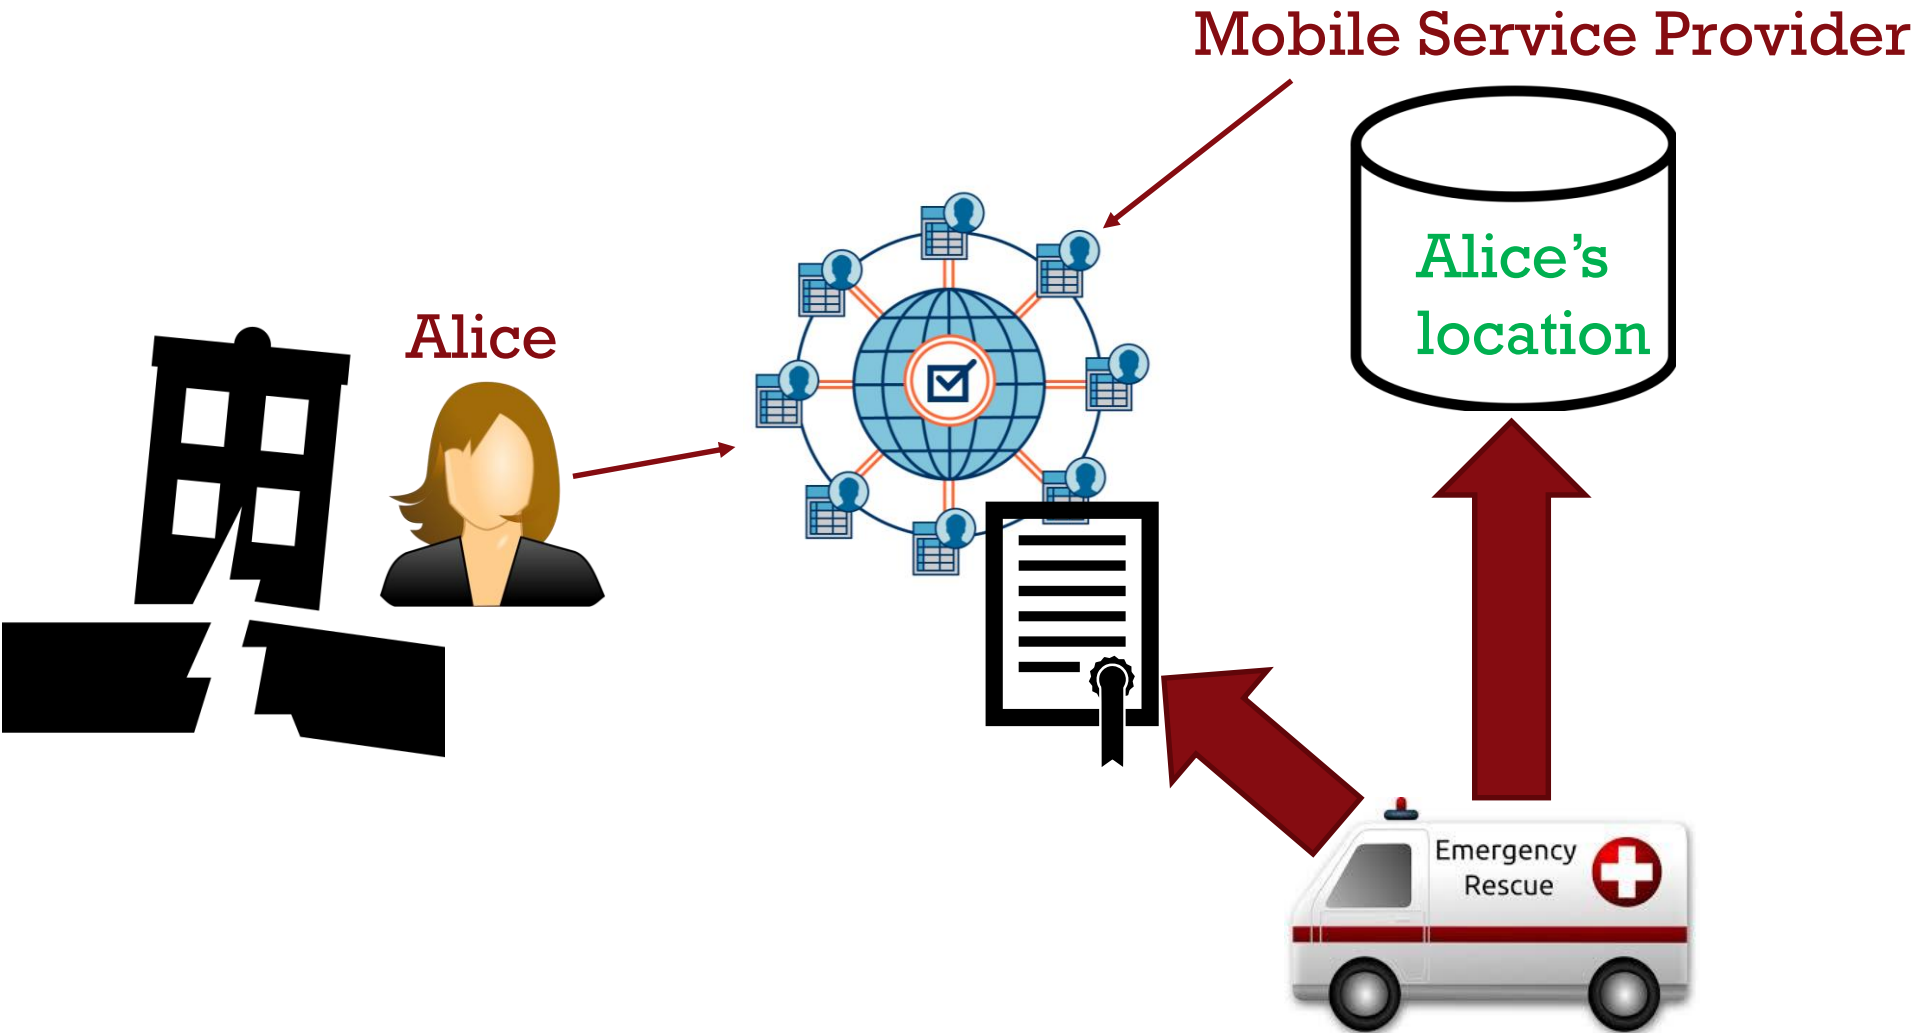 Mobile Service Provider
Alice
Alice’s
location
Emergency
Rescue